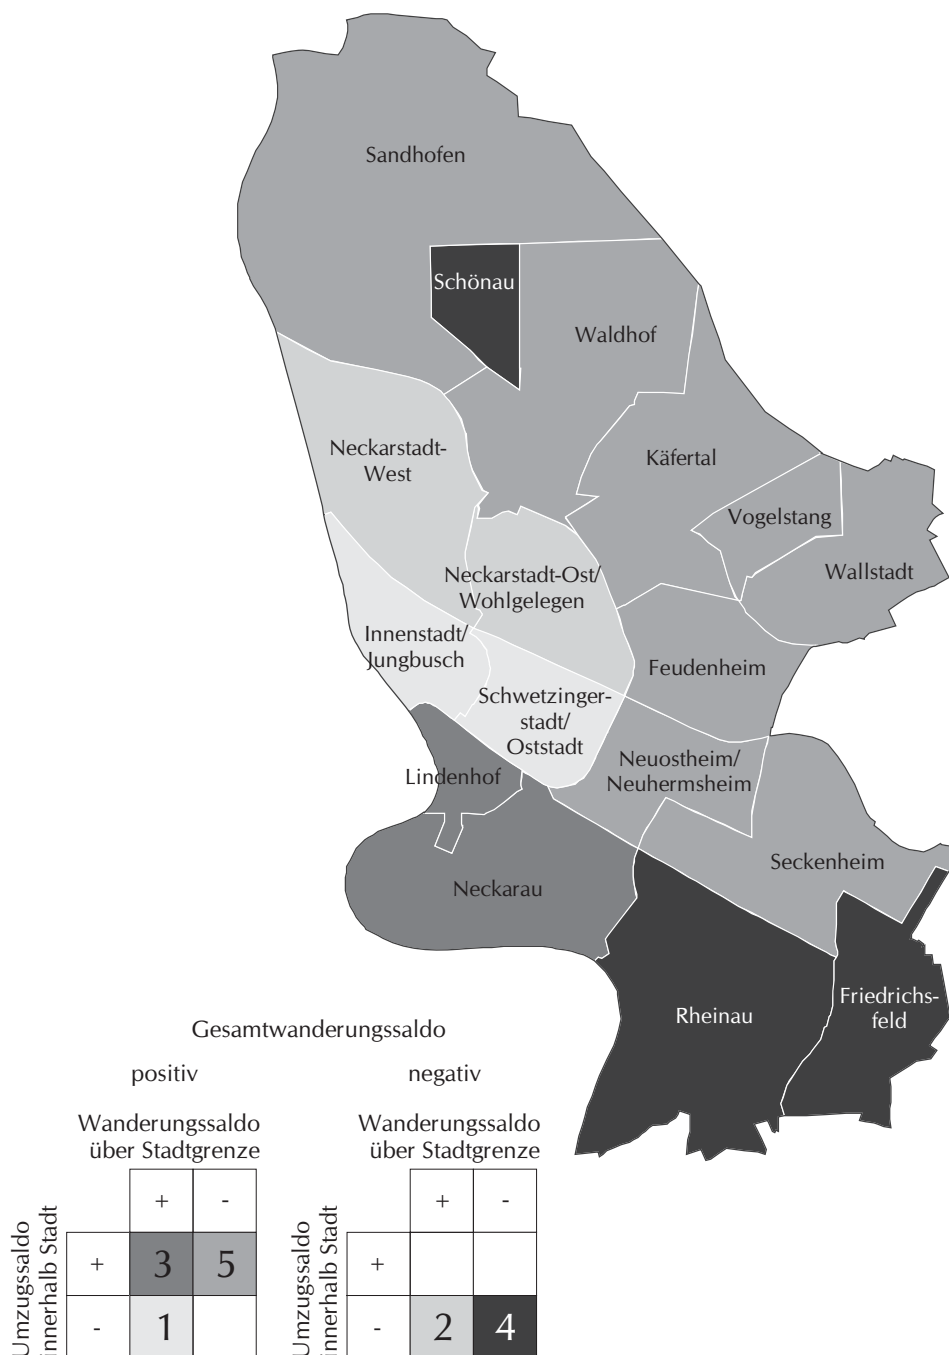 Sandhofen
Schönau
Waldhof
Neckarstadt-
West
Käfertal
Vogelstang
Wallstadt
Neckarstadt-Ost/
Wohlgelegen
Innenstadt/
Jungbusch
Feudenheim
Schwetzinger-
stadt/
Oststadt
Neuostheim/
Neuhermsheim
Lindenhof
Seckenheim
Neckarau
Rheinau
Friedrichs-
feld
Gesamtwanderungssaldo
positiv
negativ
Wanderungssaldo
über Stadtgrenze
Wanderungssaldo
über Stadtgrenze
Umzugssaldo
innerhalb Stadt
+ -
+ 3 5
- 1
Umzugssaldo
innerhalb Stadt
+ -
+
- 2 4